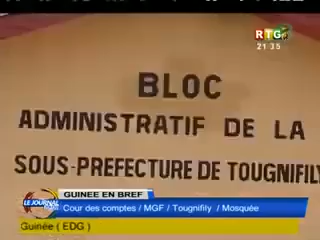 RTG
21:35
BLOC
ADMINISTRATIF DE LA
SOUS-PREFECTURE DE TOUGNIFILY
GUINEE EN BREF
LE JOURNAL
Cour des comptes / MGF / Tougnifily / Mosquée
Guinée ( EDG )